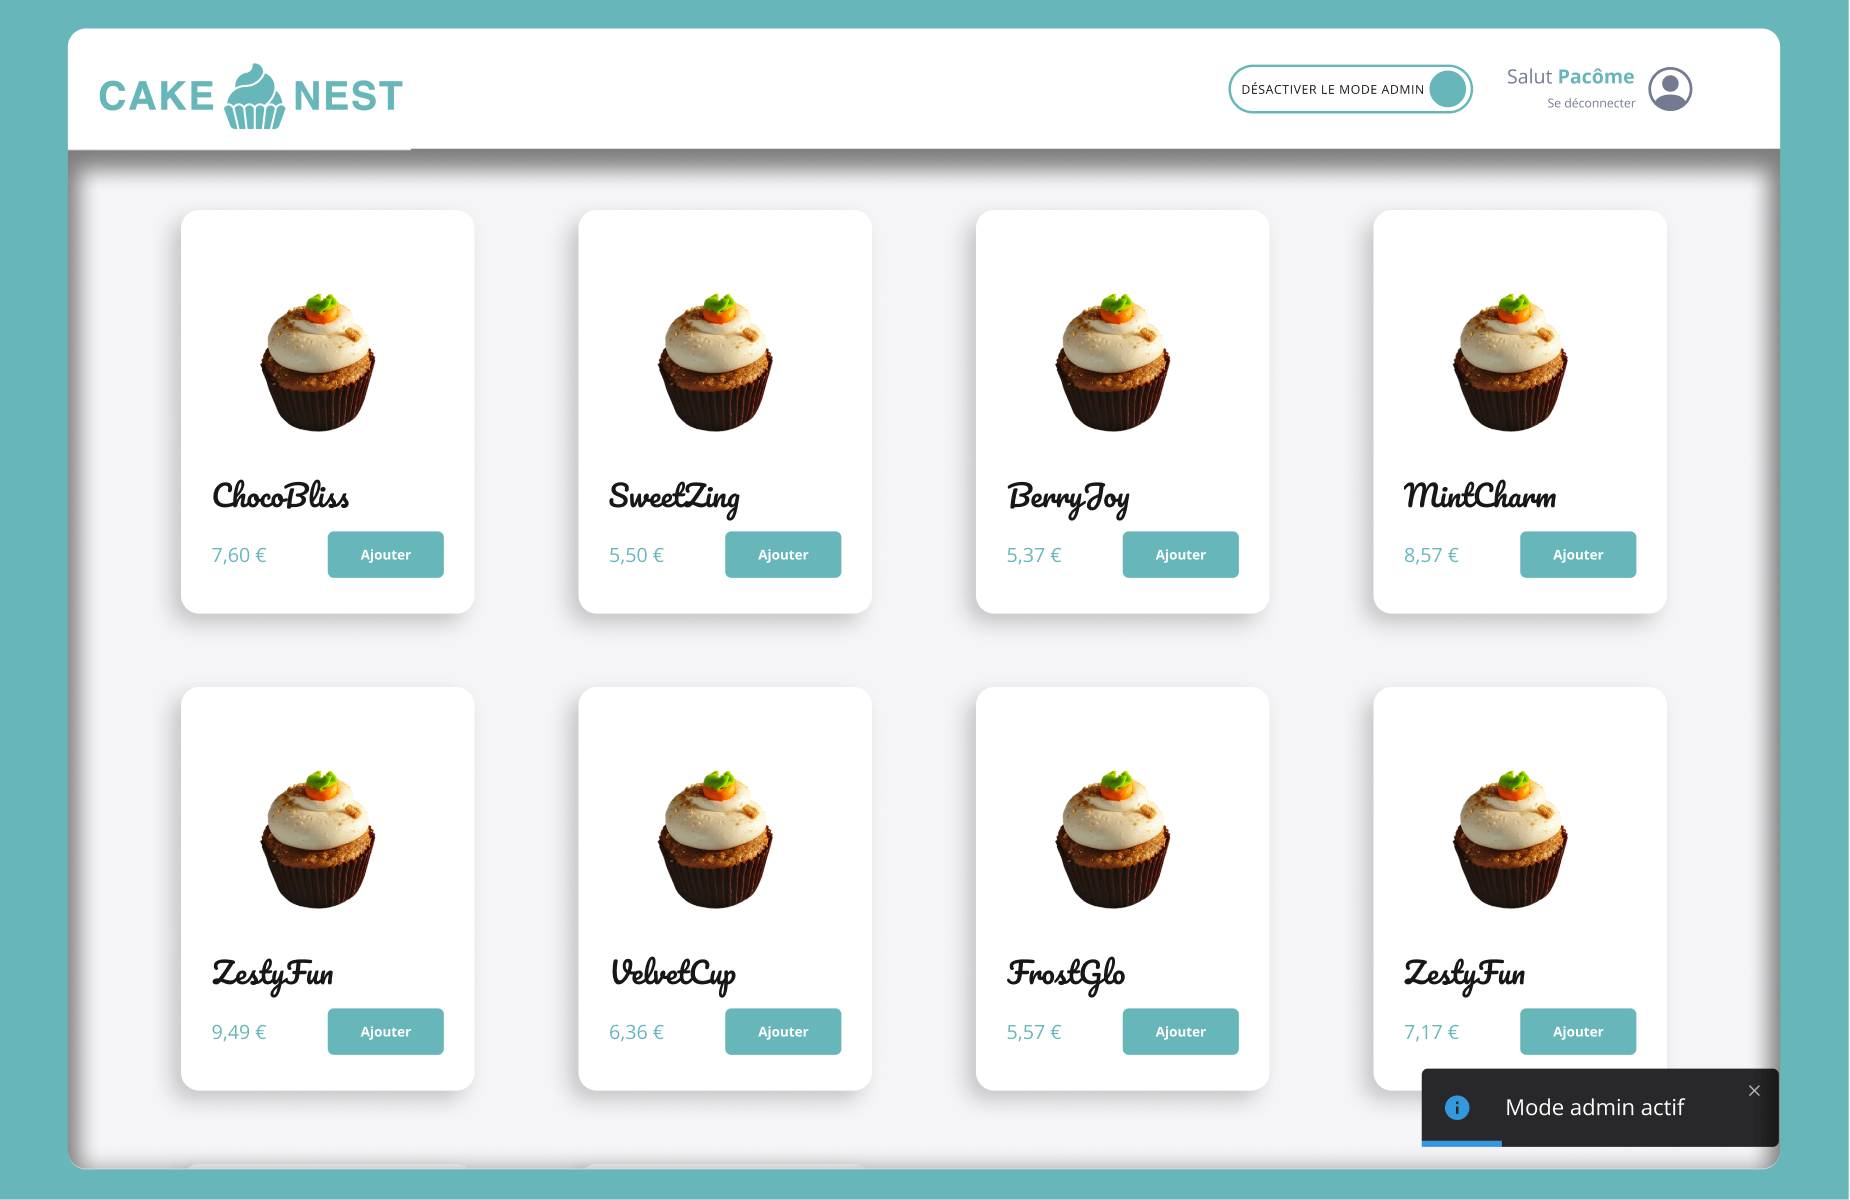 CAKE NEST
DÉSACTIVER LE MODE ADMIN
Salut Pacôme
Se déconnecter
ChocoBliss
7,60 €
Ajouter
SweetZing
5,50 €
Ajouter
BerryJoy
5,37 €
Ajouter
MintCharm
8,57 €
Ajouter
ZestyFun
9,49 €
Ajouter
VelvetCup
6,36 €
Ajouter
FrostGlo
5,57 €
Ajouter
ZestyFun
7,17 €
Ajouter
Mode admin actif